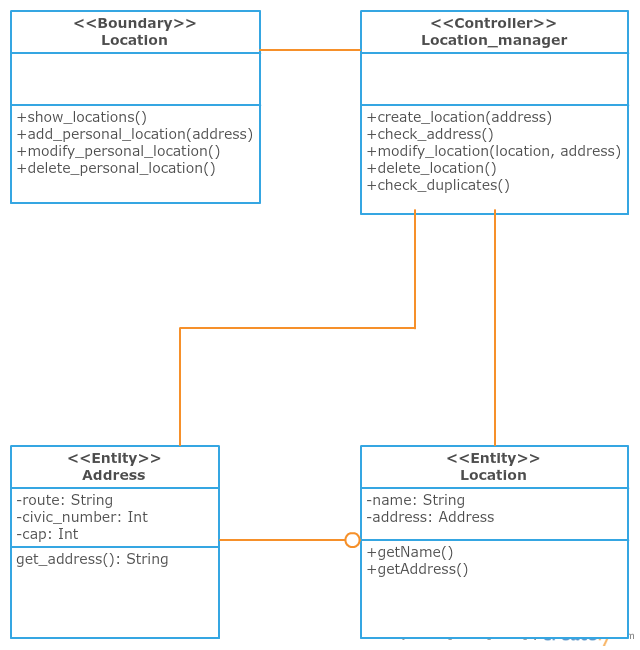 <<Boundary>>
Location
+show_locations()
+add_personal_location(address)
+modify_personal_location()
+delete_personal_location()
<<Controller>>
Location_manager
+create_location(address)
+check_address()
+modify_location(location, address)
+delete_location()
+check_duplicates()
<<Entity>>
Address
-route: String
-civic_number: Int
-cap: Int
get_address(): String
<<Entity>>
Location
-name: String
-address: Address
+getName()
+getAddress()